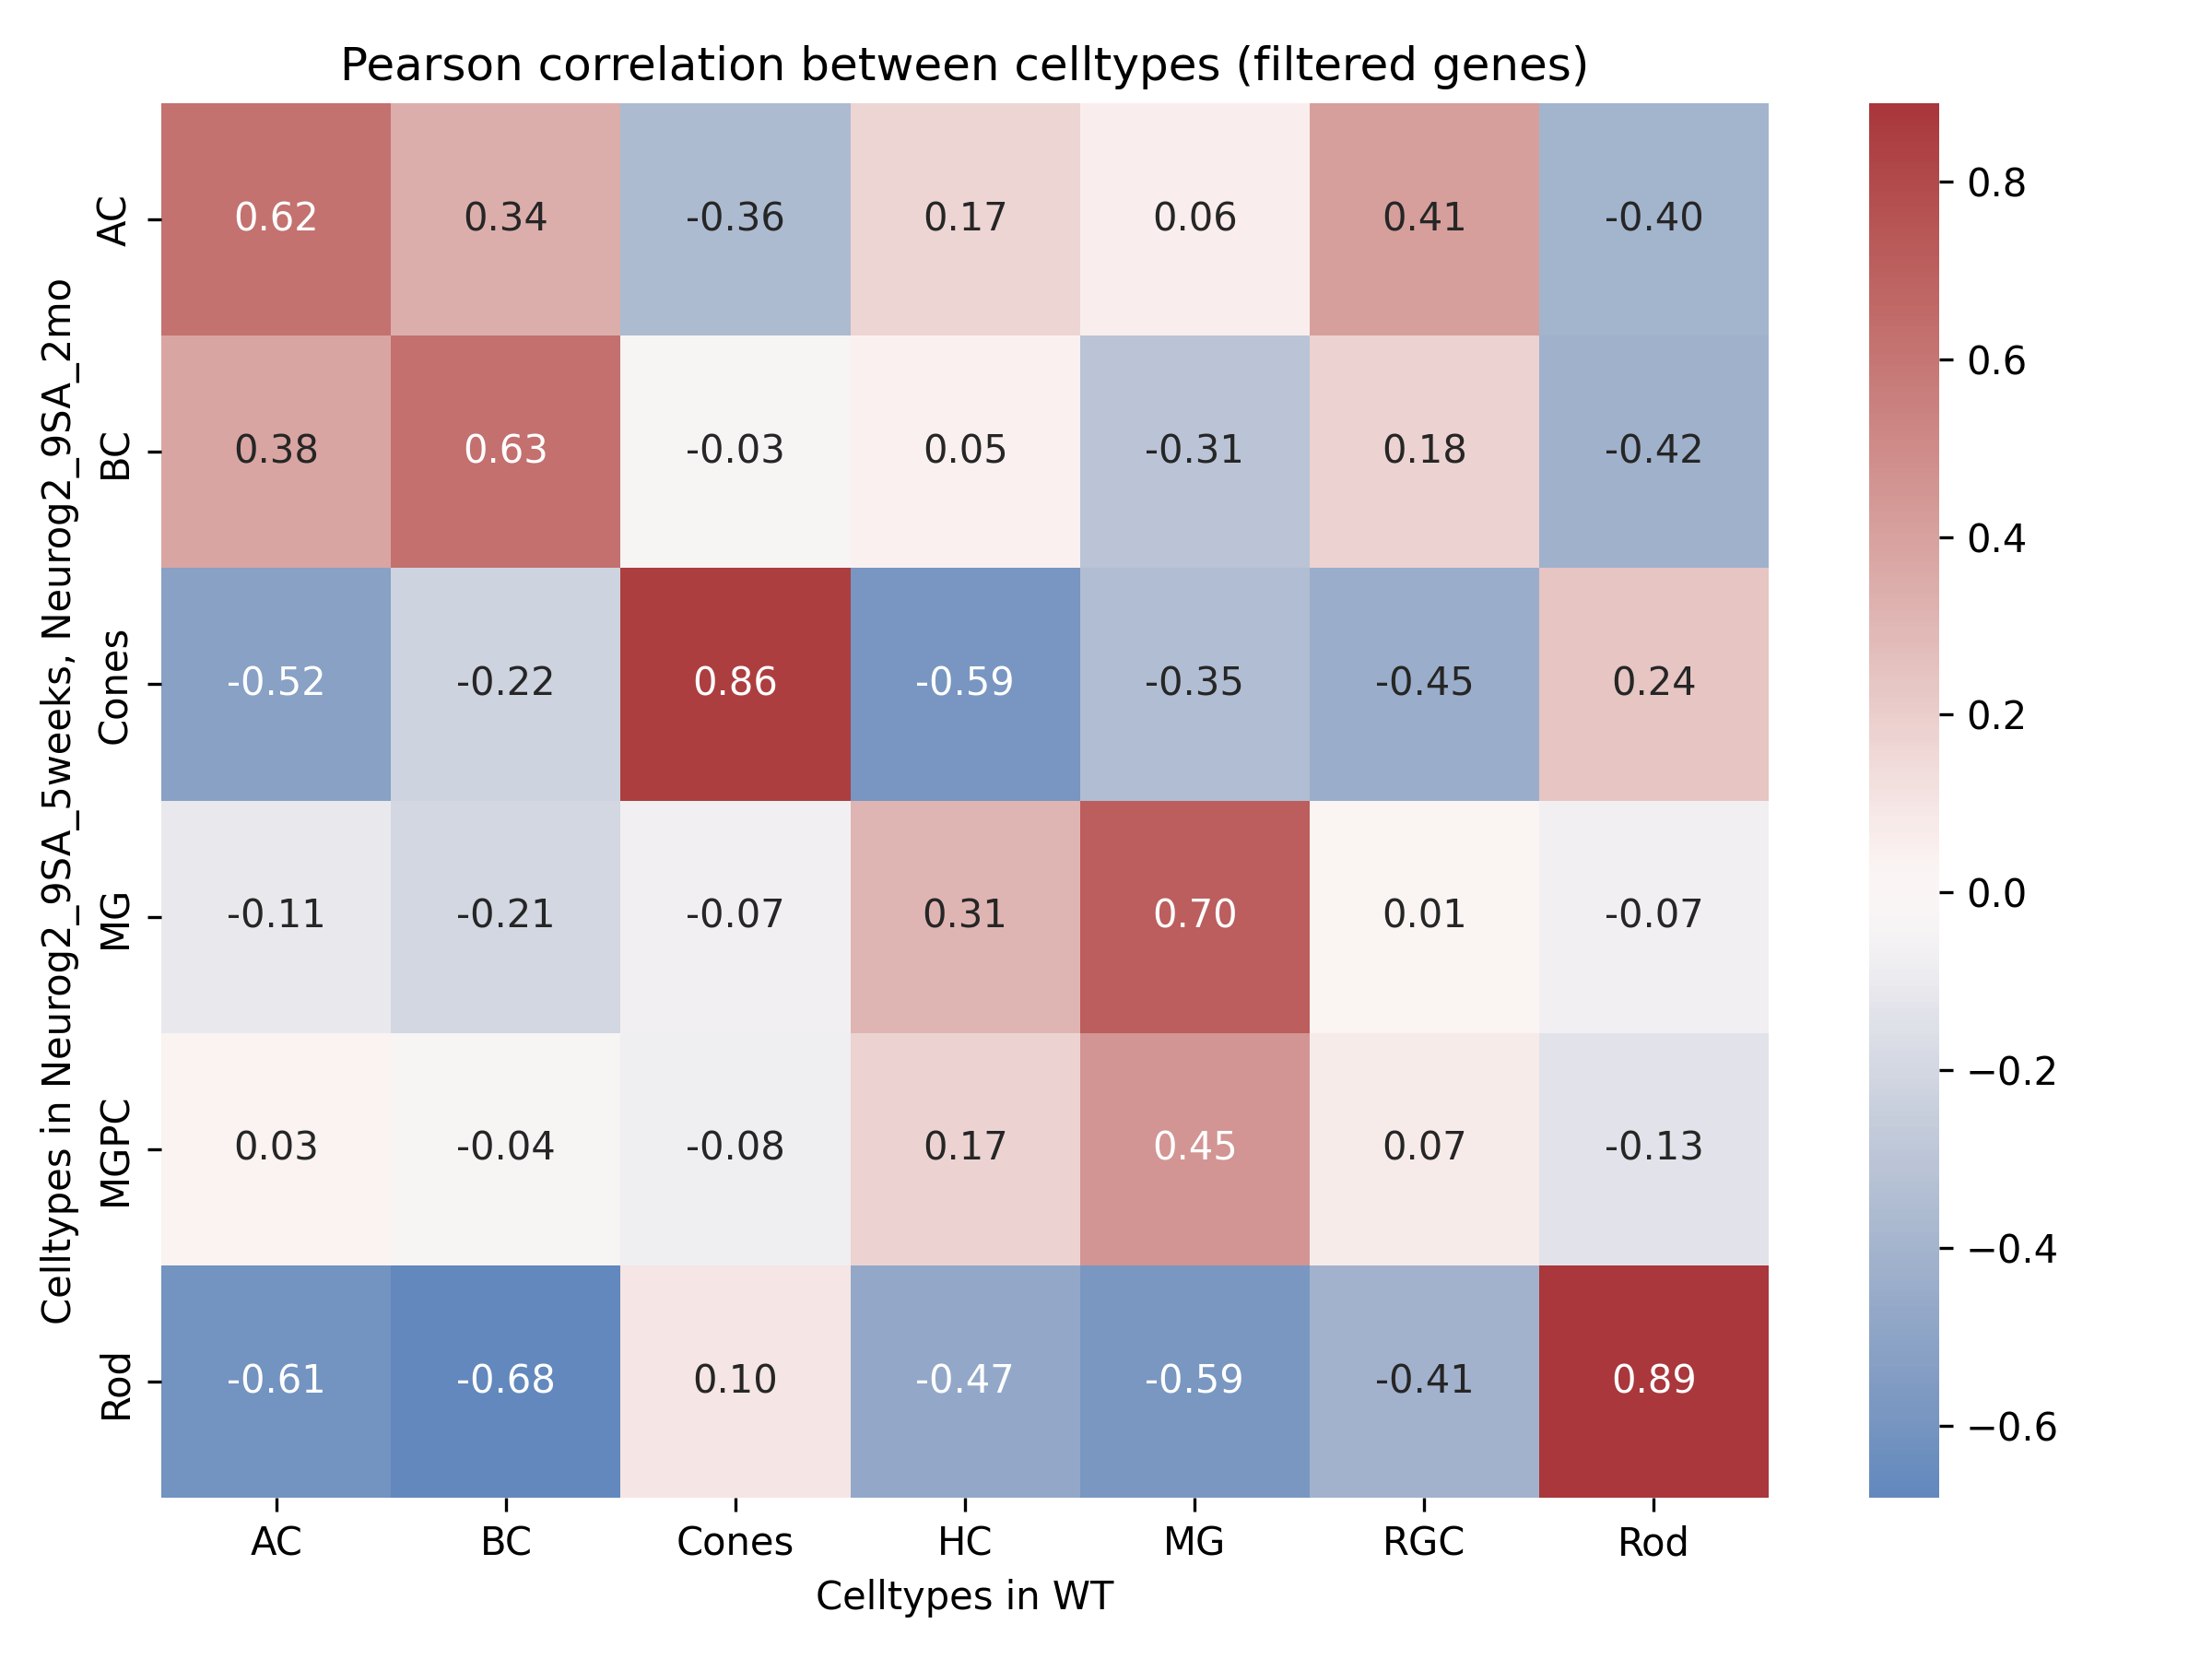 Pearson correlation between celltypes (filtered genes)
Celltypes in Neurog2_9SA_5weeks, Neurog2_9SA_2mo
AC 0.62 0.34 -0.36 0.17 0.06 0.41 -0.40
BC 0.38 0.63 -0.03 0.05 -0.31 0.18 -0.42
Cones -0.52 -0.22 0.86 -0.59 -0.35 -0.45 0.24
MG -0.11 -0.21 -0.07 0.31 0.70 0.01 -0.07
MGPC 0.03 -0.04 -0.08 0.17 0.45 0.07 -0.13
Rod -0.61 -0.68 0.10 -0.47 -0.59 -0.41 0.89
AC BC Cones HC MG RGC Rod
Celltypes in WT
0.8
0.6
0.4
0.2
0.0
−0.2
−0.4
−0.6